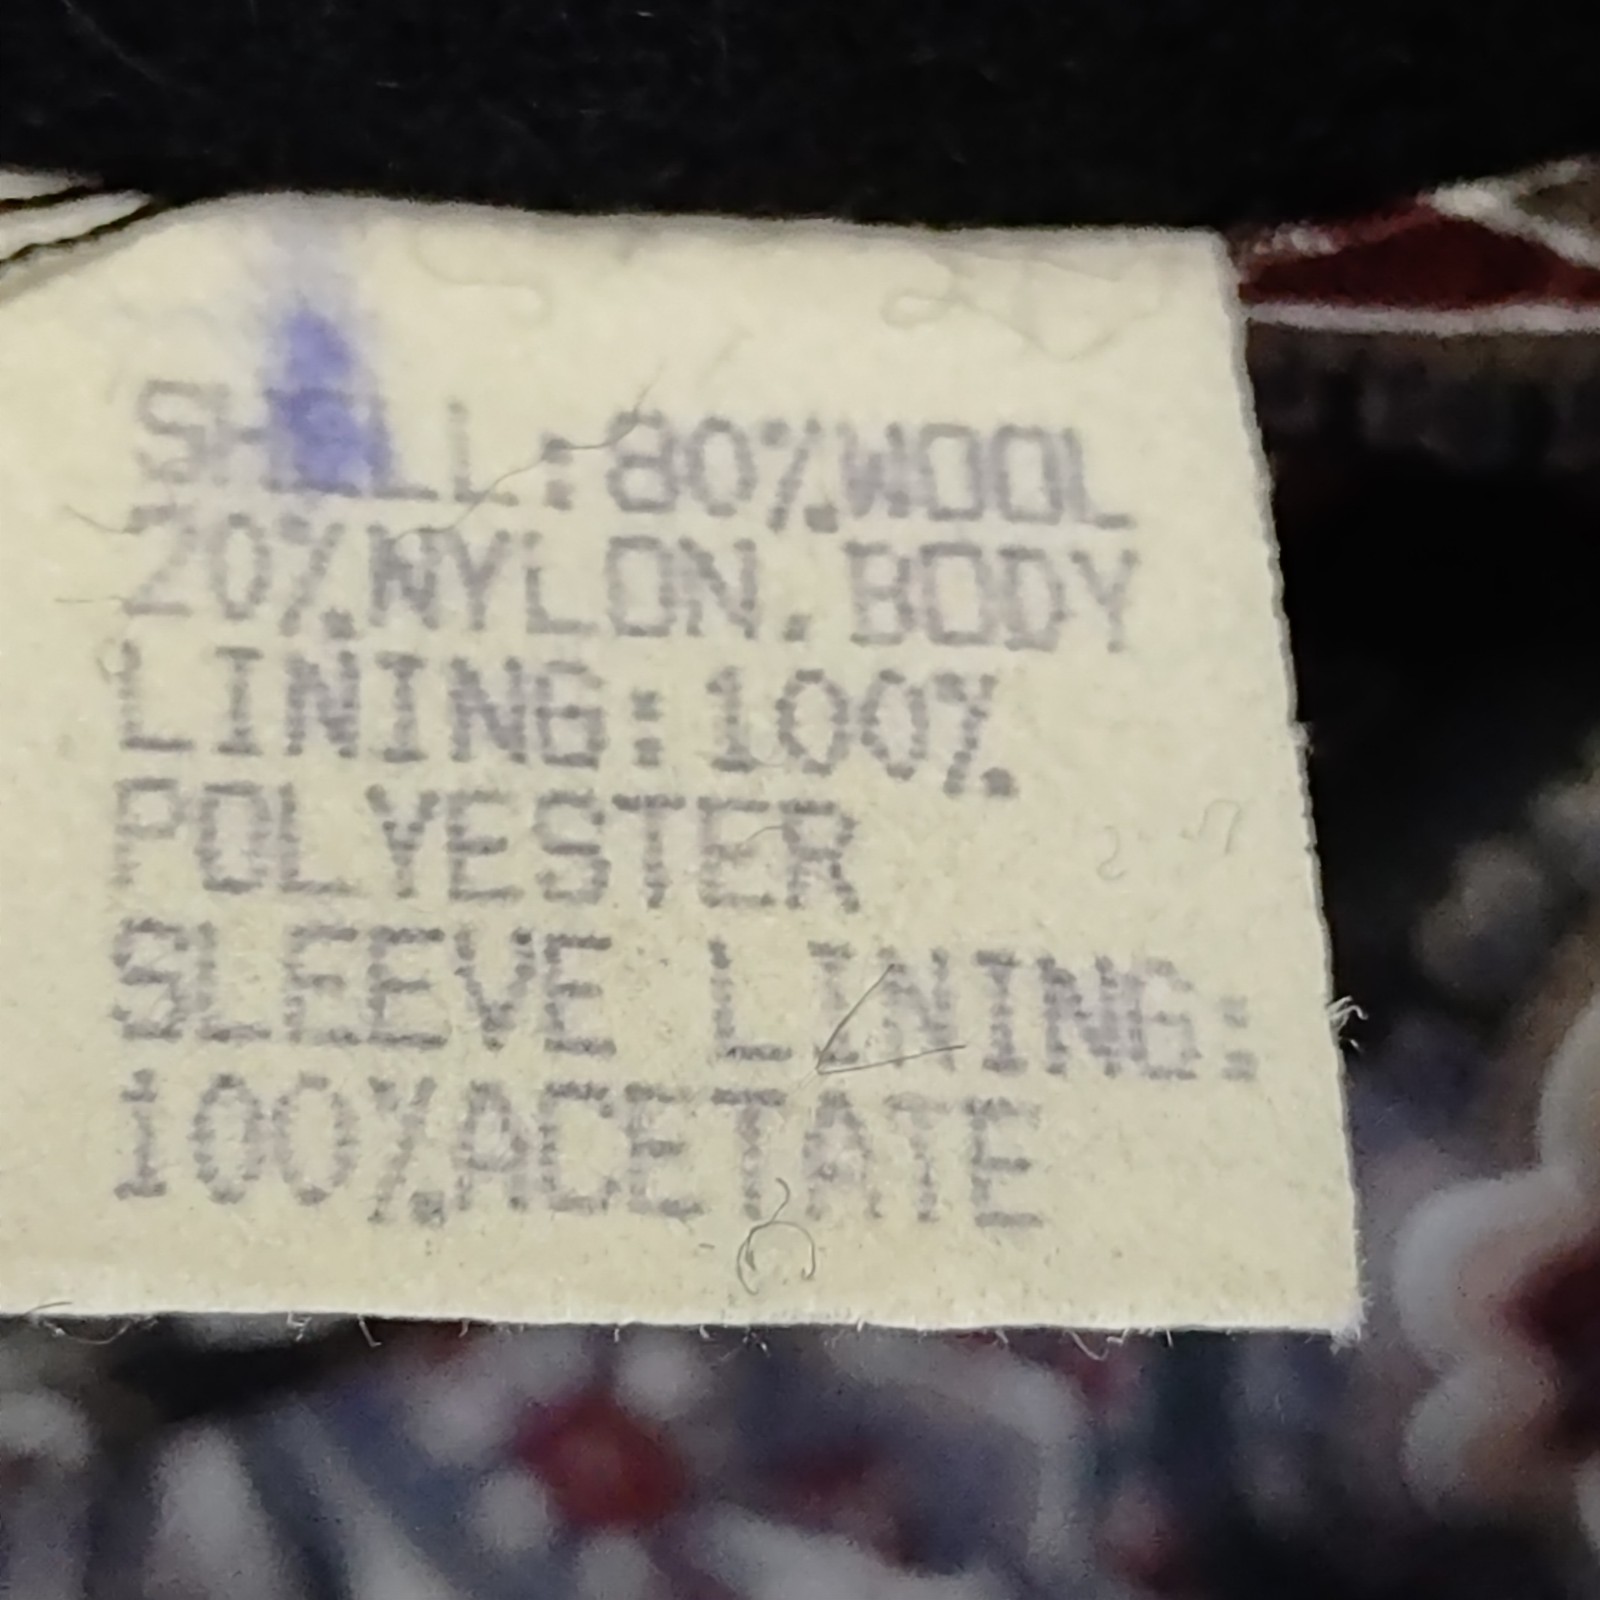 SHELL:80%WOOL
20%NYLON.BODY
LINING:100%
POLYESTER
SLEEVE LINING:
100%ACETATE